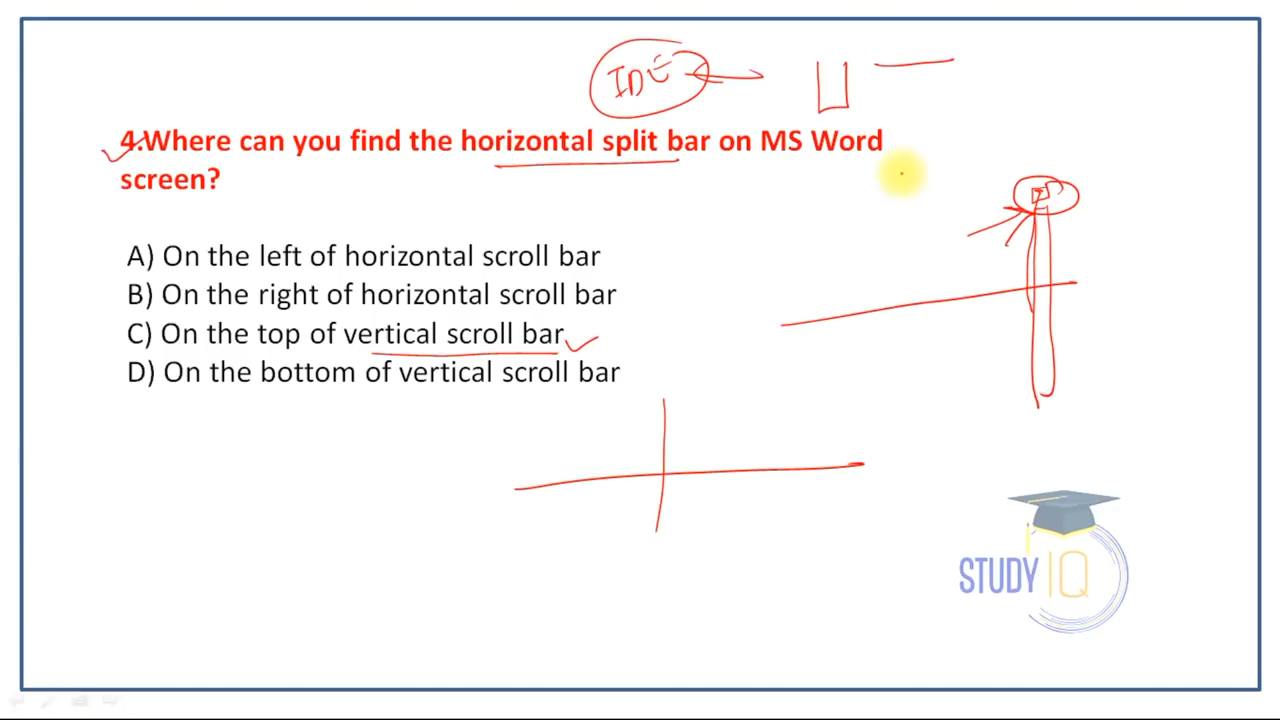 IDE
4.Where can you find the horizontal split bar on MS Word
screen?
A) On the left of horizontal scroll bar
B) On the right of horizontal scroll bar
C) On the top of vertical scroll bar
D) On the bottom of vertical scroll bar
STUDY IQ